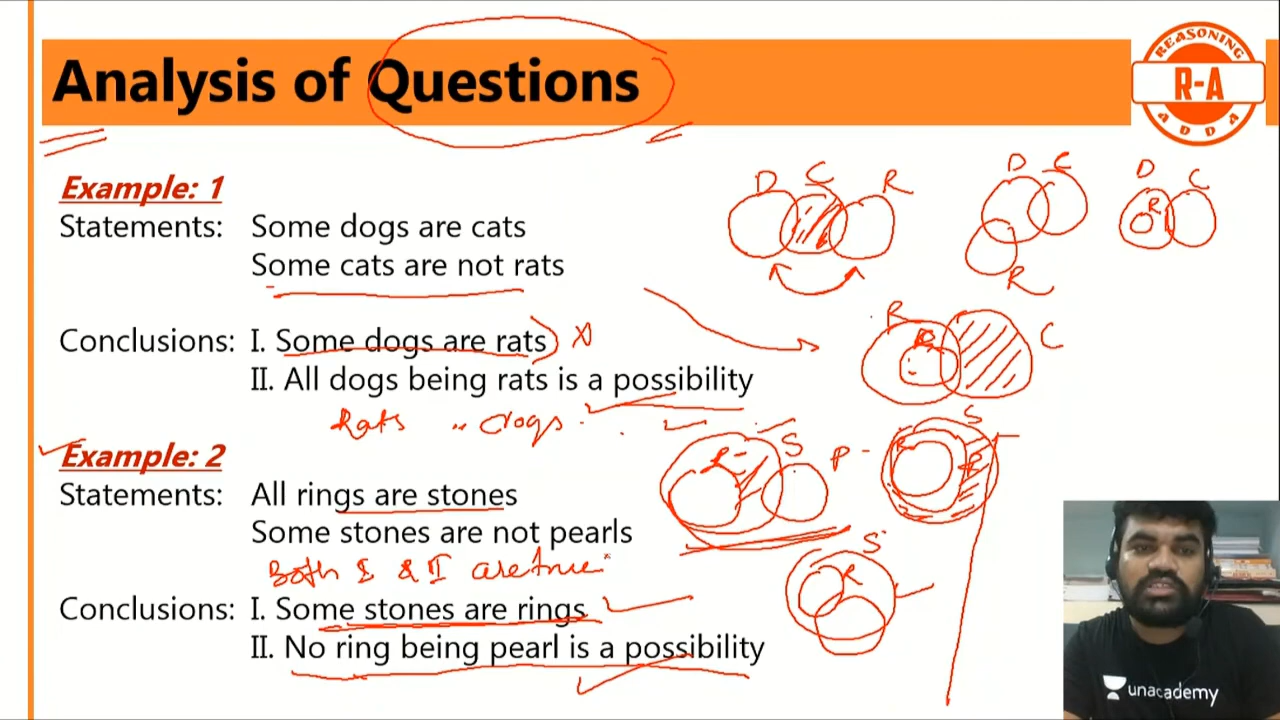 Analysis of Questions
REASONING
R-A
ADDA
Example: 1
Statements: Some dogs are cats
Some cats are not rats
Conclusions: I. Some dogs are rats
II. All dogs being rats is a possibility
Rats dogs
Example: 2
Statements: All rings are stones
Some stones are not pearls
Both I & II are true
Conclusions: I. Some stones are rings
II. No ring being pearl is a possibility
D C R
D C
R
D C
R
R C
R S
P
S
R
S
R
unacademy